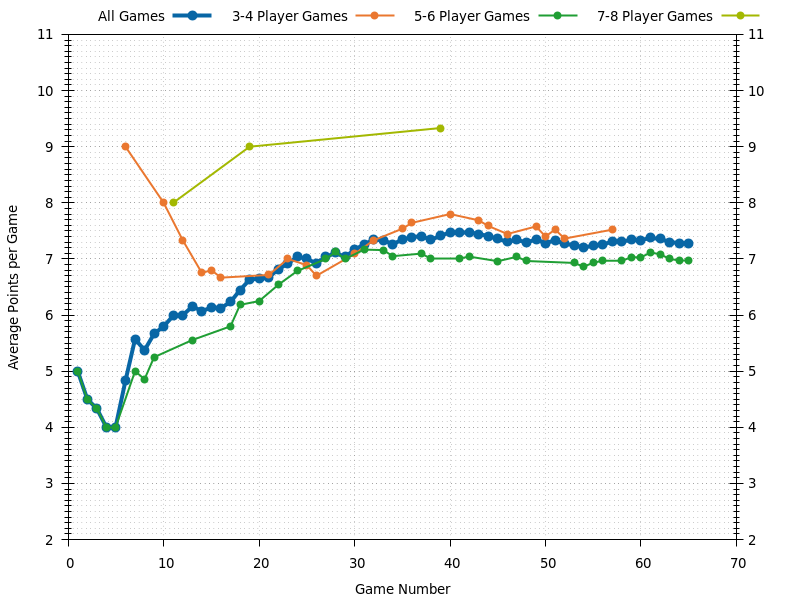 All Games 3-4 Player Games 5-6 Player Games 7-8 Player Games
11 11
10 10
9 9
8 8
7 7
6 6
5 5
4 4
3 3
2 2
Average Points per Game
0 10 20 30 40 50 60 70
Game Number